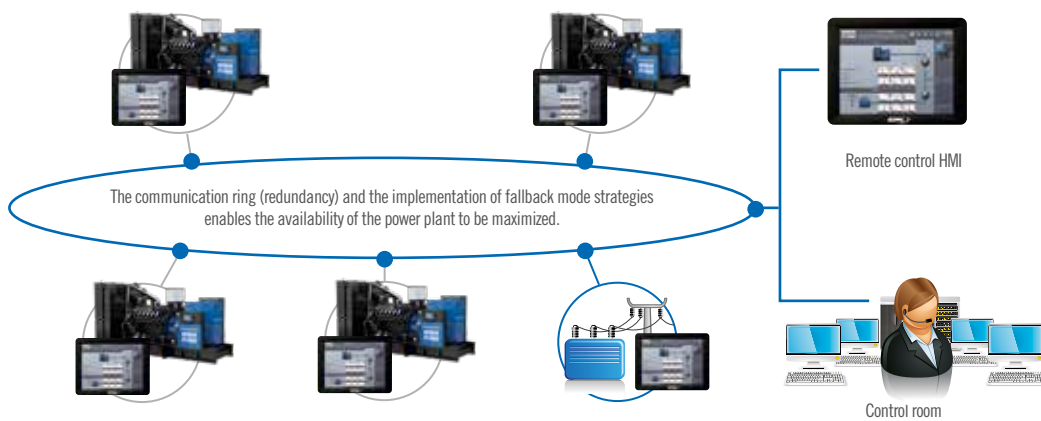 Remote control HMI
The communication ring (redundancy) and the implementation of fallback mode strategies
enables the availability of the power plant to be maximized.
Control room